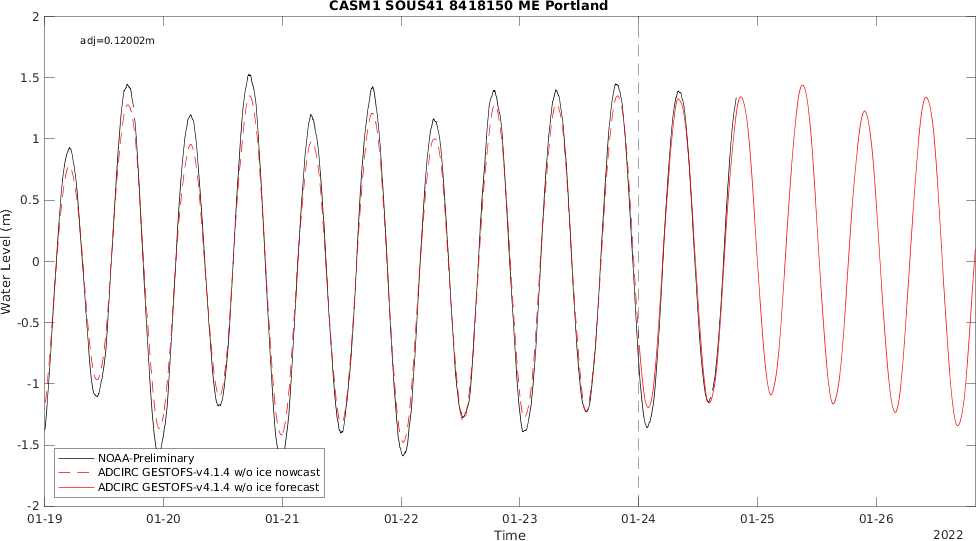 CASM1 SOUS41 8418150 ME Portland
adj=0.12002m
2
1.5
1
0.5
0
-0.5
-1
-1.5
-2
Water Level (m)
NOAA-Preliminary
ADCIRC GESTOFS-v4.1.4 w/o ice nowcast
ADCIRC GESTOFS-v4.1.4 w/o ice forecast
01-19 01-20 01-21 01-22 01-23 01-24 01-25 01-26
Time
2022